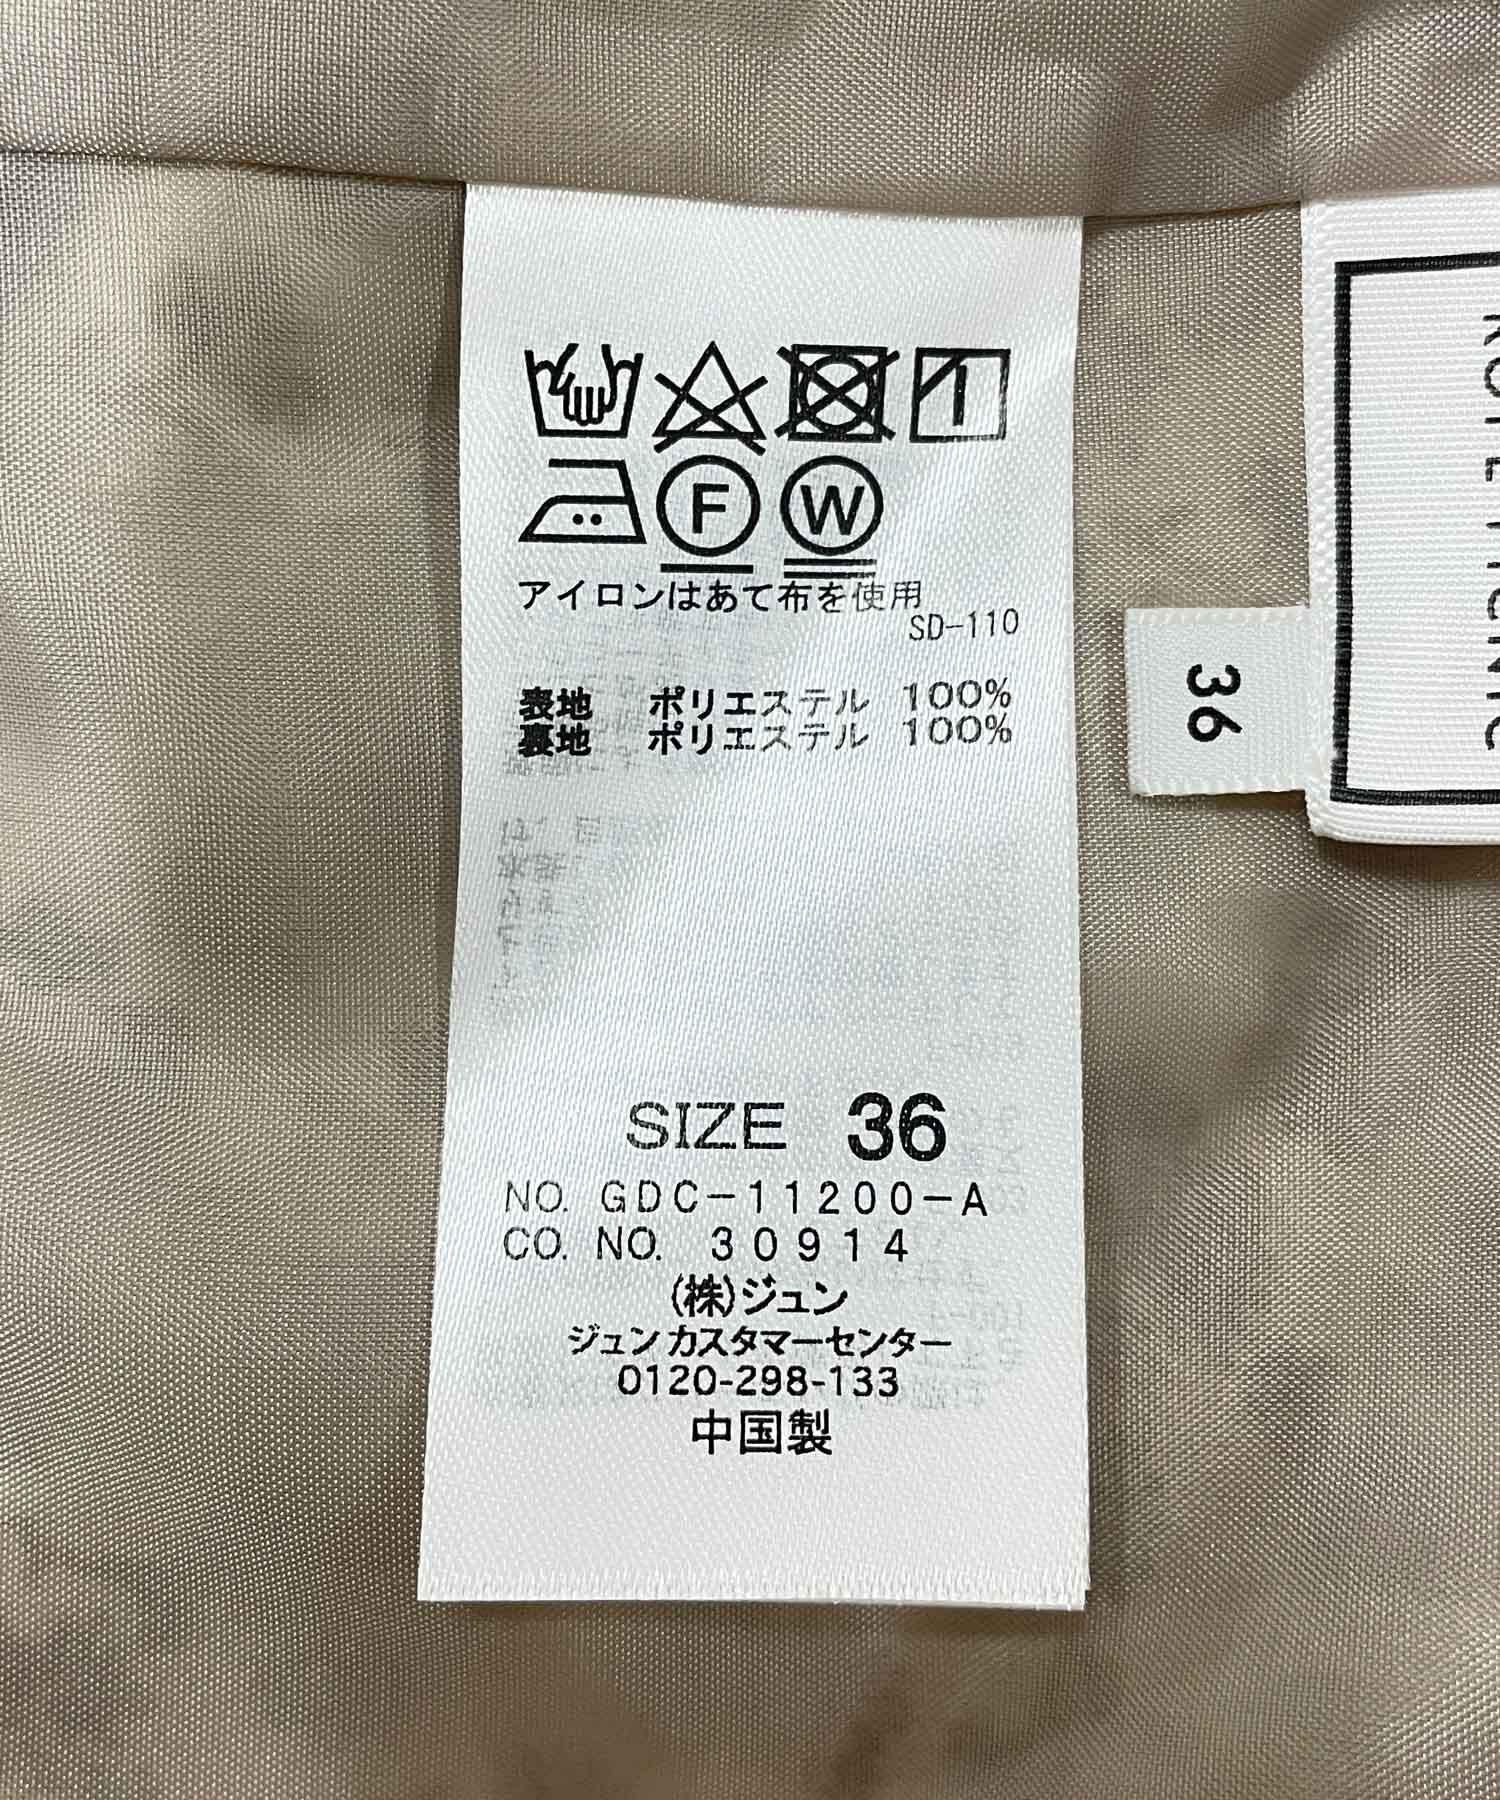 F W
アイロンはあて布を使用
SD-110
表地 ポリエステル 100%
裏地 ポリエステル 100%
SIZE 36
NO. GDC-11200-A
CO. NO. 30914
(株)ジュン
ジュンカスタマーセンター
0120-298-133
中国製
36